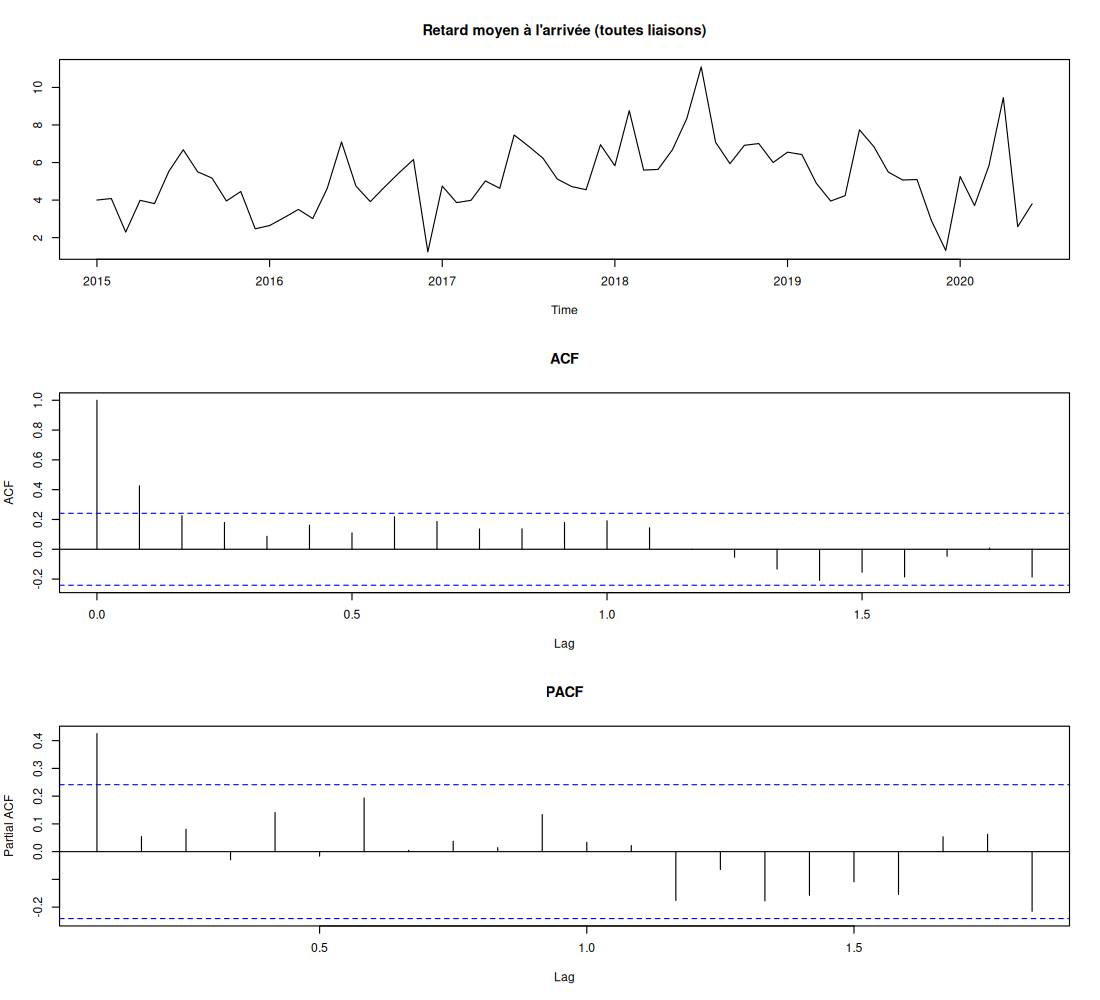 Retard moyen à l'arrivée (toutes liaisons)
10
8
6
4
2
2015 2016 2017 2018 2019 2020
Time
ACF
ACF
1.0
0.8
0.6
0.4
0.2
0.0
-0.2
0.0 0.5 1.0 1.5
Lag
PACF
Partial ACF
0.4
0.3
0.2
0.1
0.0
-0.2
0.5 1.0 1.5
Lag